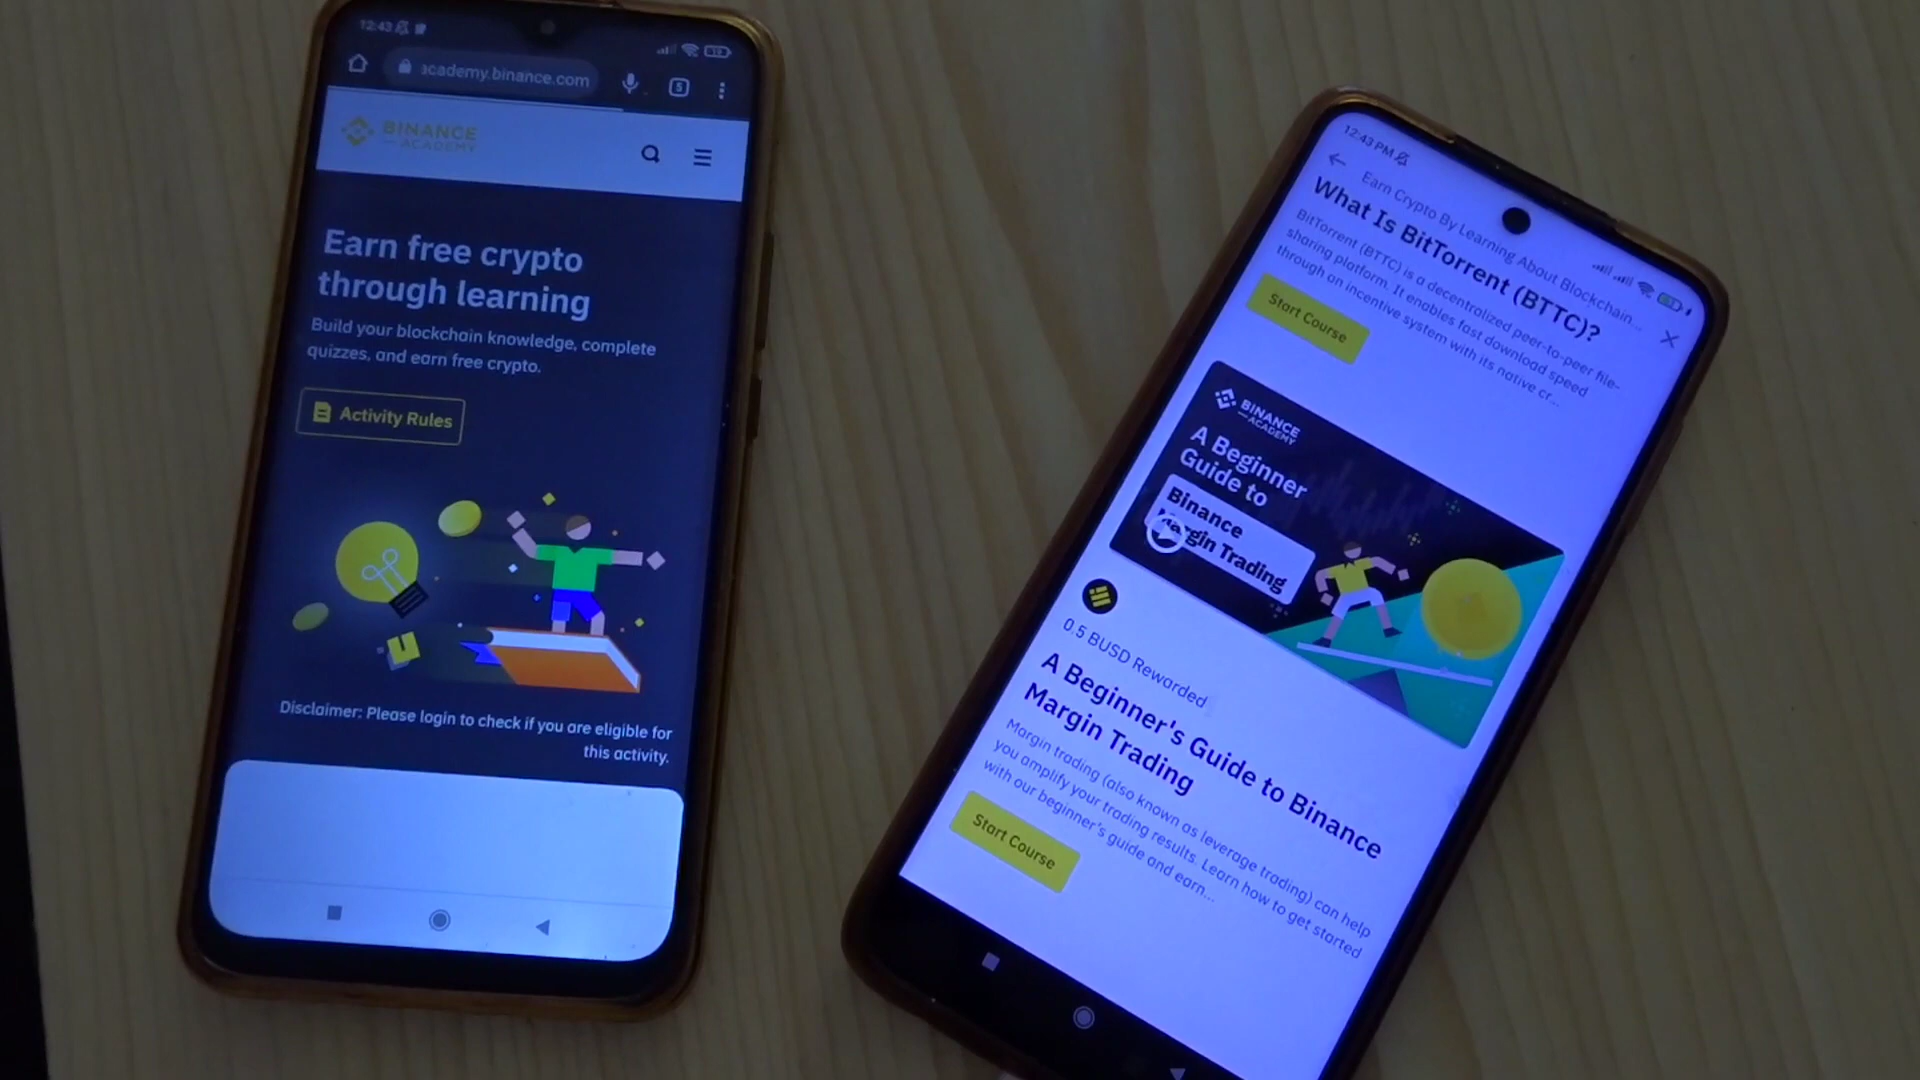 12:43
academy.binance.com
5
BINANCE
ACADEMY
Earn free crypto
through learning
Build your blockchain knowledge, complete
quizzes, and earn free crypto.
Activity Rules
Disclaimer: Please login to check if you are eligible for
this activity.
12:43 PM
Earn Crypto By Learning About Blockchain...
What Is BitTorrent (BTTC)?
BitTorrent (BTTC) is a decentralized peer-to-peer file-
sharing platform. It enables fast download speed
through an incentive system with its native cr...
Start Course
BINANCE
ACADEMY
A Beginner
Guide to
Binance
Margin Trading
0.5 BUSD Rewarded
A Beginner's Guide to Binance
Margin Trading
Margin trading (also known as leverage trading) can help
you amplify your trading results. Learn how to get started
with our beginner's guide and earn...
Start Course